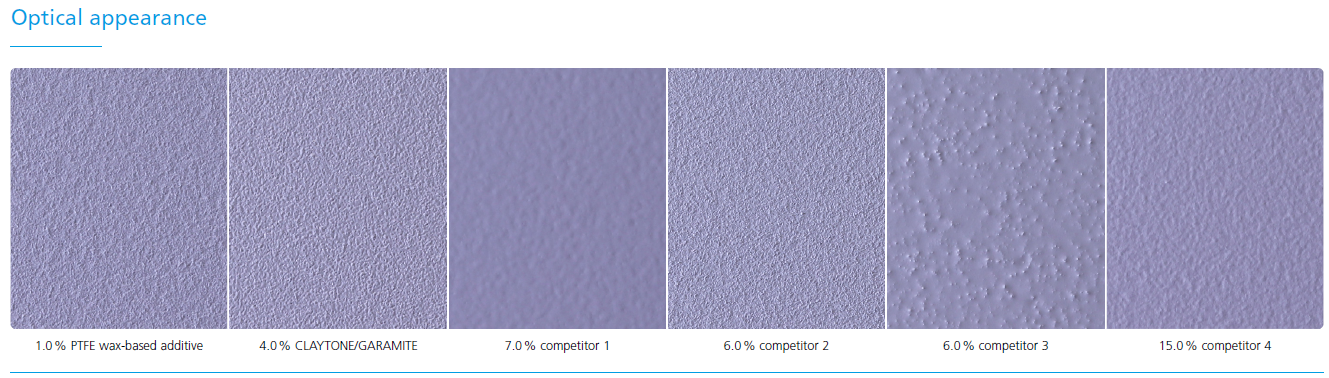 Optical appearance
1.0 % PTFE wax-based additive
4.0 % CLAYTONE/GARAMITE
7.0 % competitor 1
6.0 % competitor 2
6.0 % competitor 3
15.0 % competitor 4